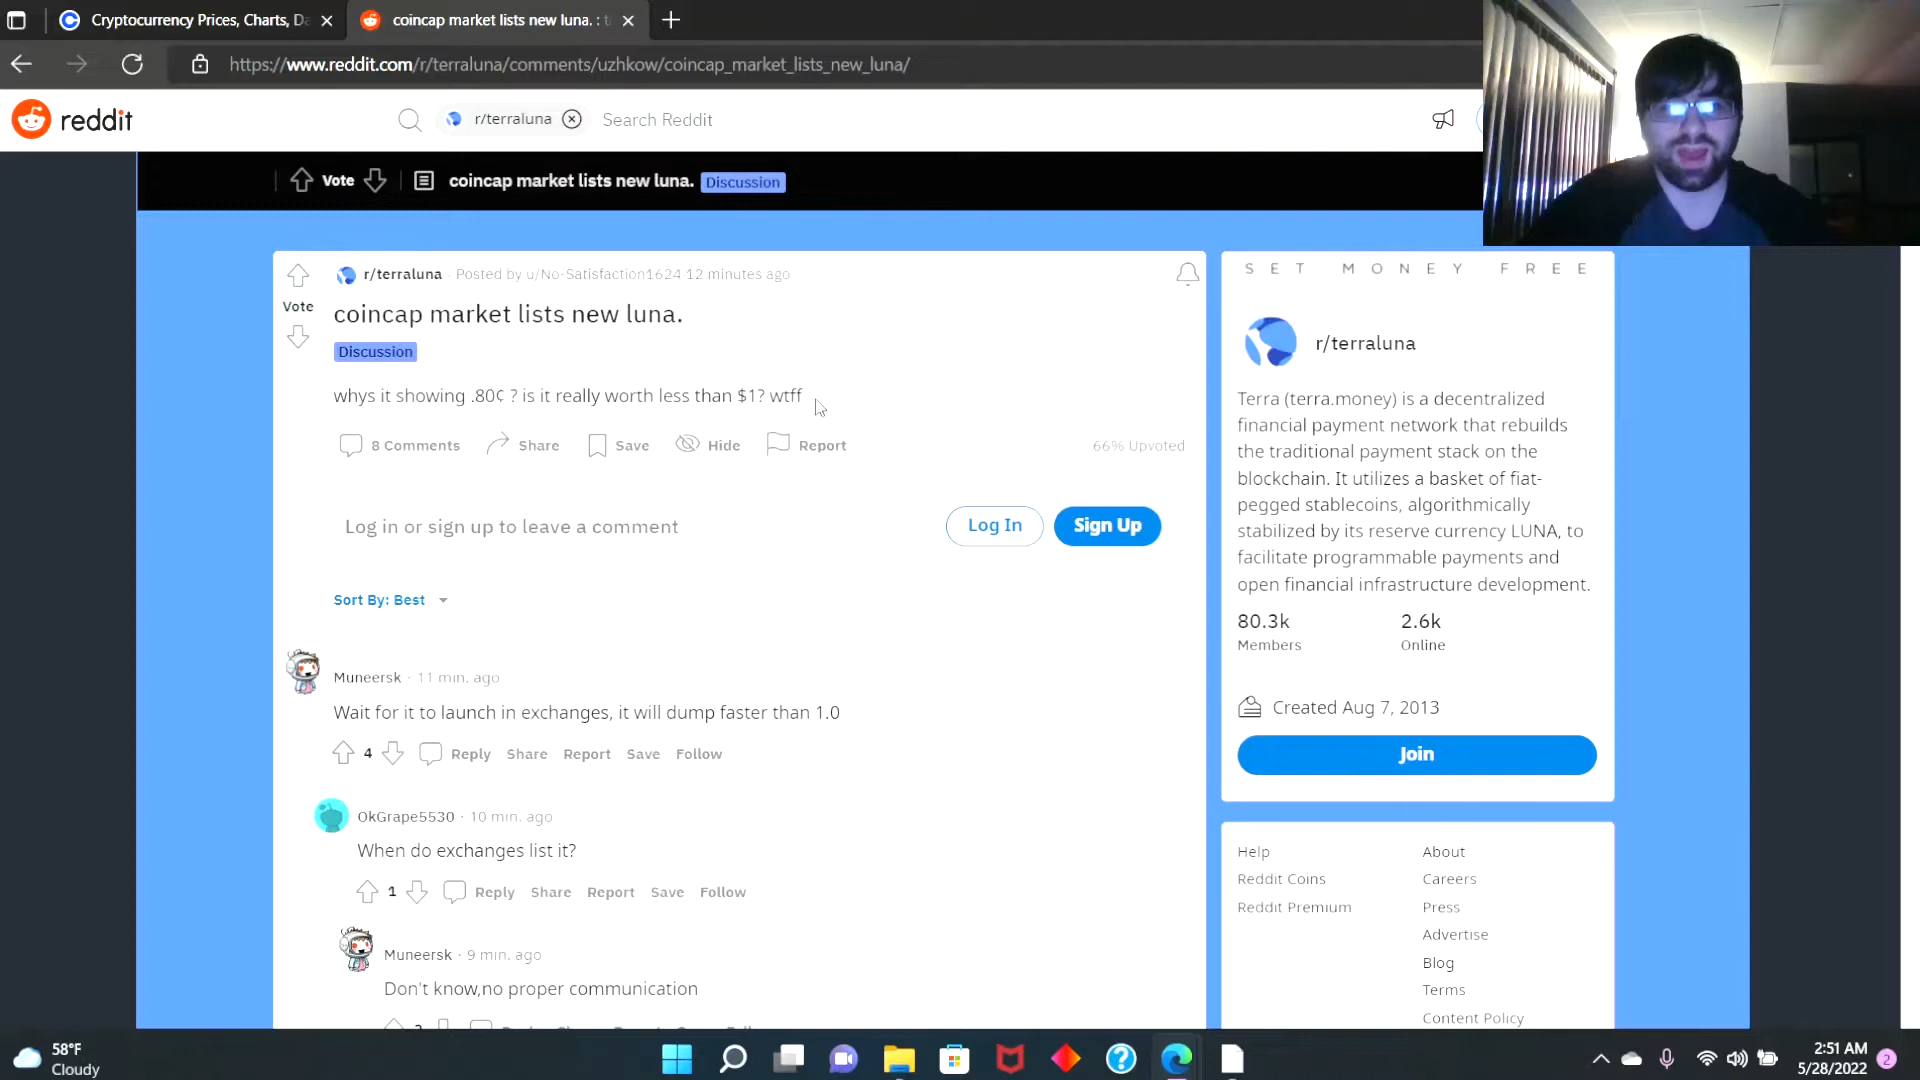 Cryptocurrency Prices, Charts, Da
coincap market lists new luna. : t
https://www.reddit.com/r/terraluna/comments/uzhkow/coincap_market_lists_new_luna/
reddit
r/terraluna
Search Reddit
Vote
coincap market lists new luna.
Discussion
r/terraluna · Posted by u/No-Satisfaction1624 12 minutes ago
Vote
coincap market lists new luna.
Discussion
whys it showing .80¢ ? is it really worth less than $1? wtff
8 Comments Share Save Hide Report
66% Upvoted
Log in or sign up to leave a comment
Log In
Sign Up
Sort By: Best
Muneersk · 11 min. ago
Wait for it to launch in exchanges, it will dump faster than 1.0
4 Reply Share Report Save Follow
OkGrape5530 · 10 min. ago
When do exchanges list it?
1 Reply Share Report Save Follow
Muneersk · 9 min. ago
Don't know,no proper communication
SET MONEY FREE
r/terraluna
Terra (terra.money) is a decentralized
financial payment network that rebuilds
the traditional payment stack on the
blockchain. It utilizes a basket of fiat-
pegged stablecoins, algorithmically
stabilized by its reserve currency LUNA, to
facilitate programmable payments and
open financial infrastructure development.
80.3k
Members
2.6k
Online
Created Aug 7, 2013
Join
Help
Reddit Coins
Reddit Premium
About
Careers
Press
Advertise
Blog
Terms
Content Policy
58°F
Cloudy
2:51 AM
5/28/2022
2